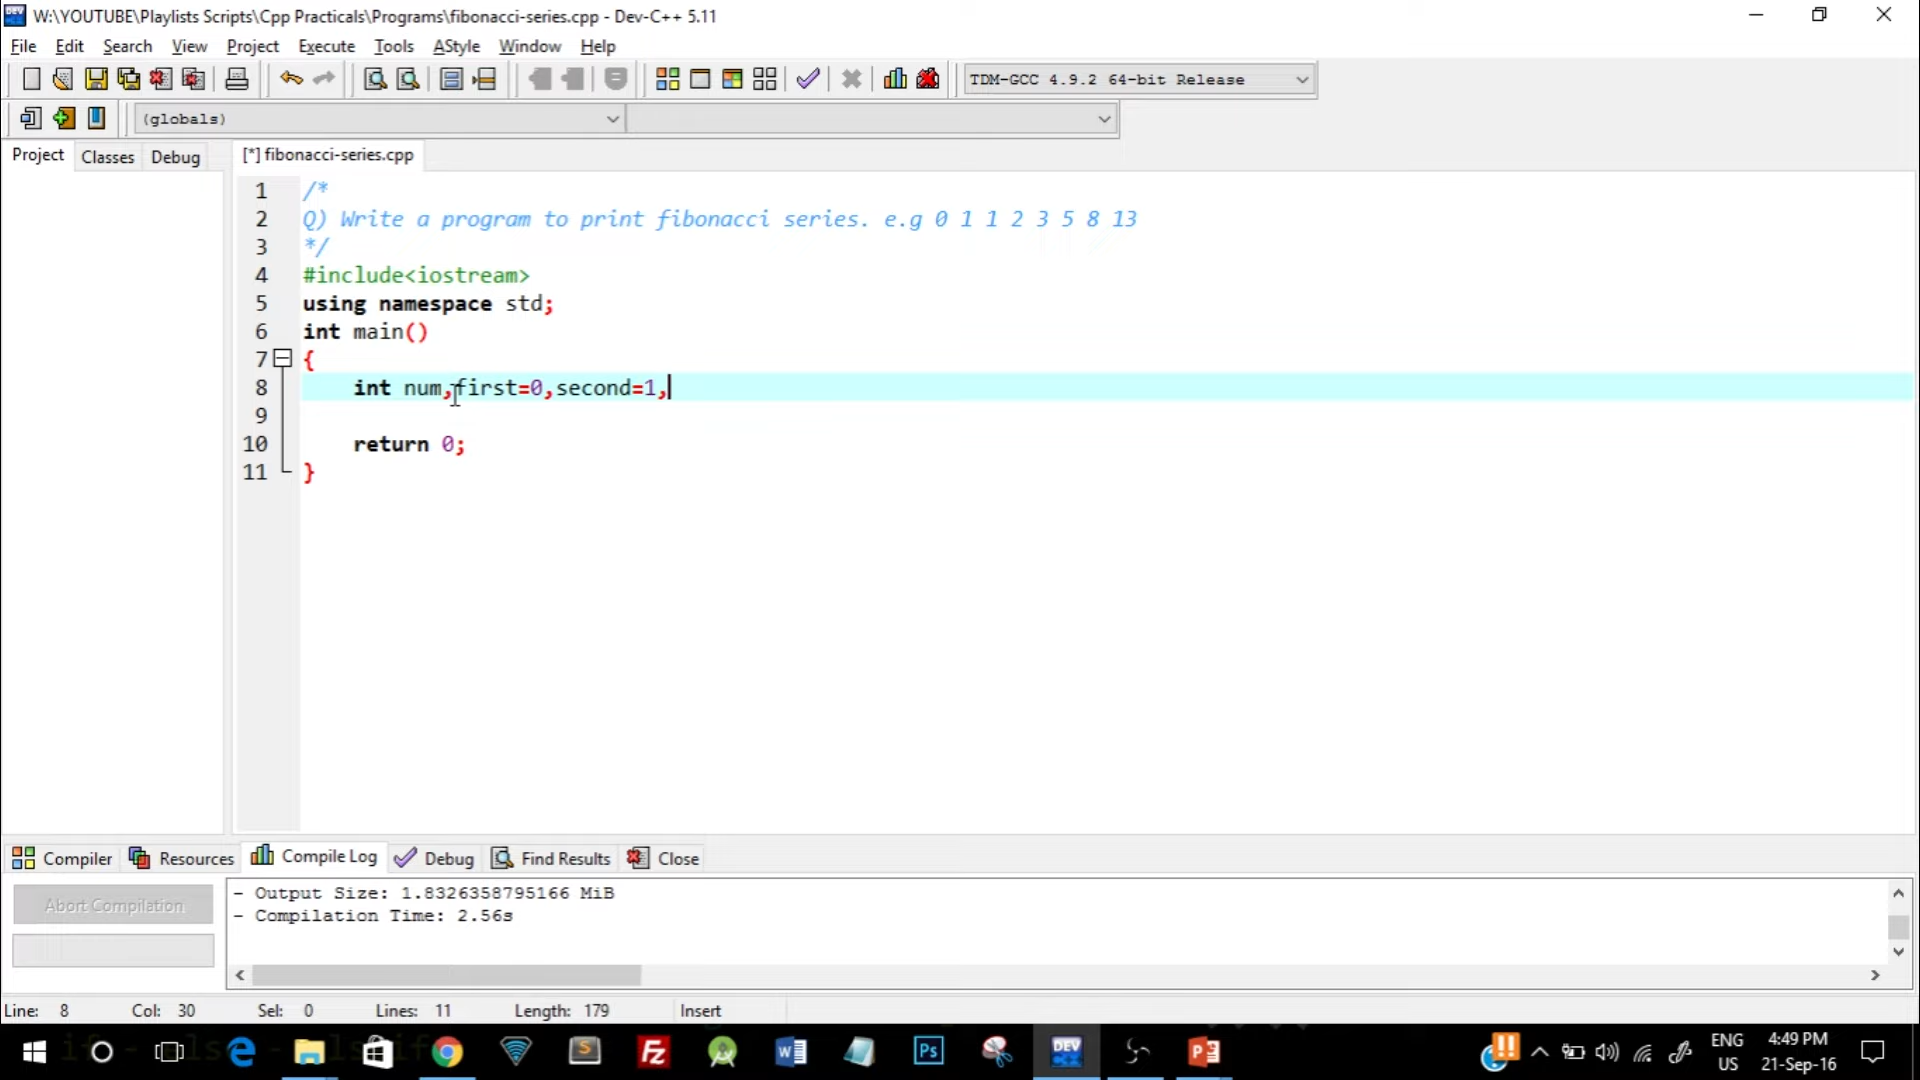 W:\YOUTUBE\Playlists Scripts\Cpp Practicals\Programs\fibonacci-series.cpp - Dev-C++ 5.11
File Edit Search View Project Execute Tools AStyle Window Help
TDM-GCC 4.9.2 64-bit Release
(globals)
Project Classes Debug [*] fibonacci-series.cpp
1 /*
2 Q) Write a program to print fibonacci series. e.g 0 1 1 2 3 5 8 13
3 */
4 #include<iostream>
5 using namespace std;
6 int main()
7 {
8 int num,first=0,second=1,
9
10 return 0;
11 }
Compiler Resources Compile Log Debug Find Results Close
Abort Compilation
- Output Size: 1.8326358795166 MiB
- Compilation Time: 2.56s
Line: 8 Col: 30 Sel: 0 Lines: 11 Length: 179 Insert
ENG 4:49 PM
US 21-Sep-16